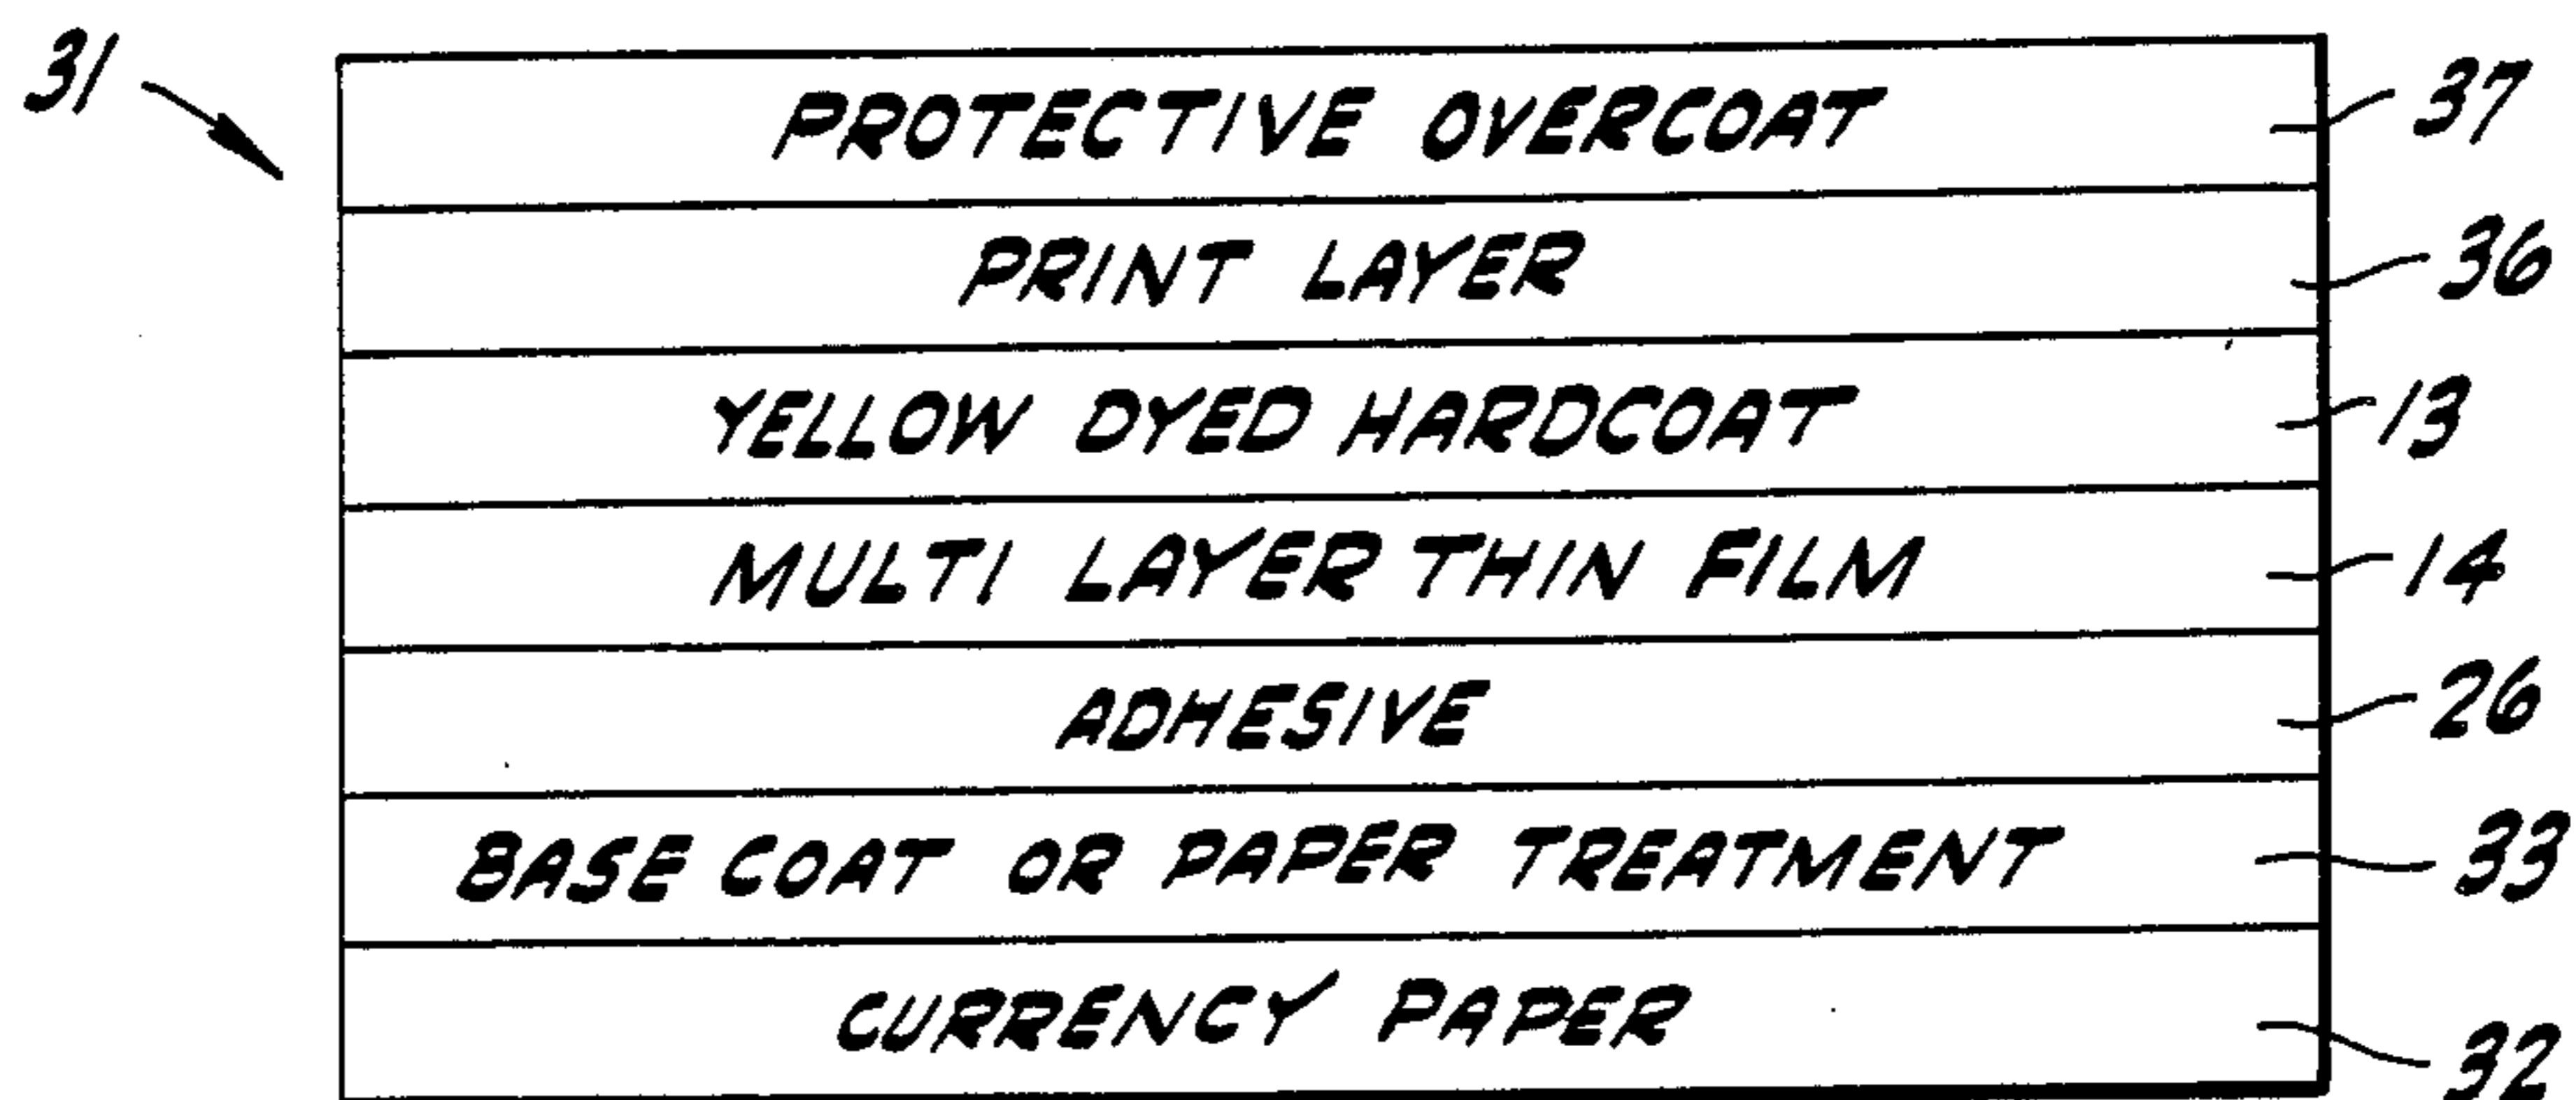 31
PROTECTIVE OVERCOAT 37
PRINT LAYER 36
YELLOW DYED HARDCOAT 13
MULTI LAYER THIN FILM 14
ADHESIVE 26
BASE COAT OR PAPER TREATMENT 33
CURRENCY PAPER 32